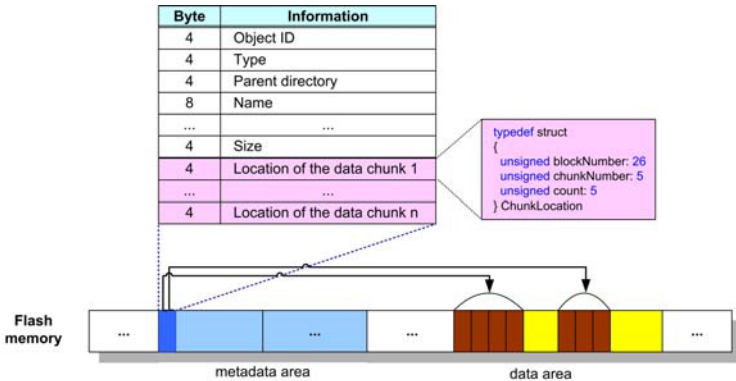 Byte Information
4 Object ID
4 Type
4 Parent directory
8 Name
... ...
4 Size
4 Location of the data chunk 1
... ...
4 Location of the data chunk n
typedef struct
{
unsigned blockNumber: 26
unsigned chunkNumber: 5
unsigned count: 5
} ChunkLocation
Flash
memory
... ... ... ...
metadata area data area